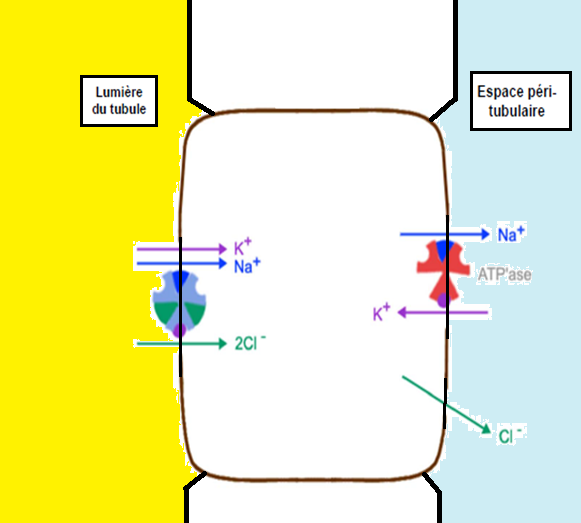 Lumière
du tubule
Espace péri-
tubulaire
K⁺
Na⁺
2Cl⁻
Na⁺
ATP'ase
K⁺
Cl⁻